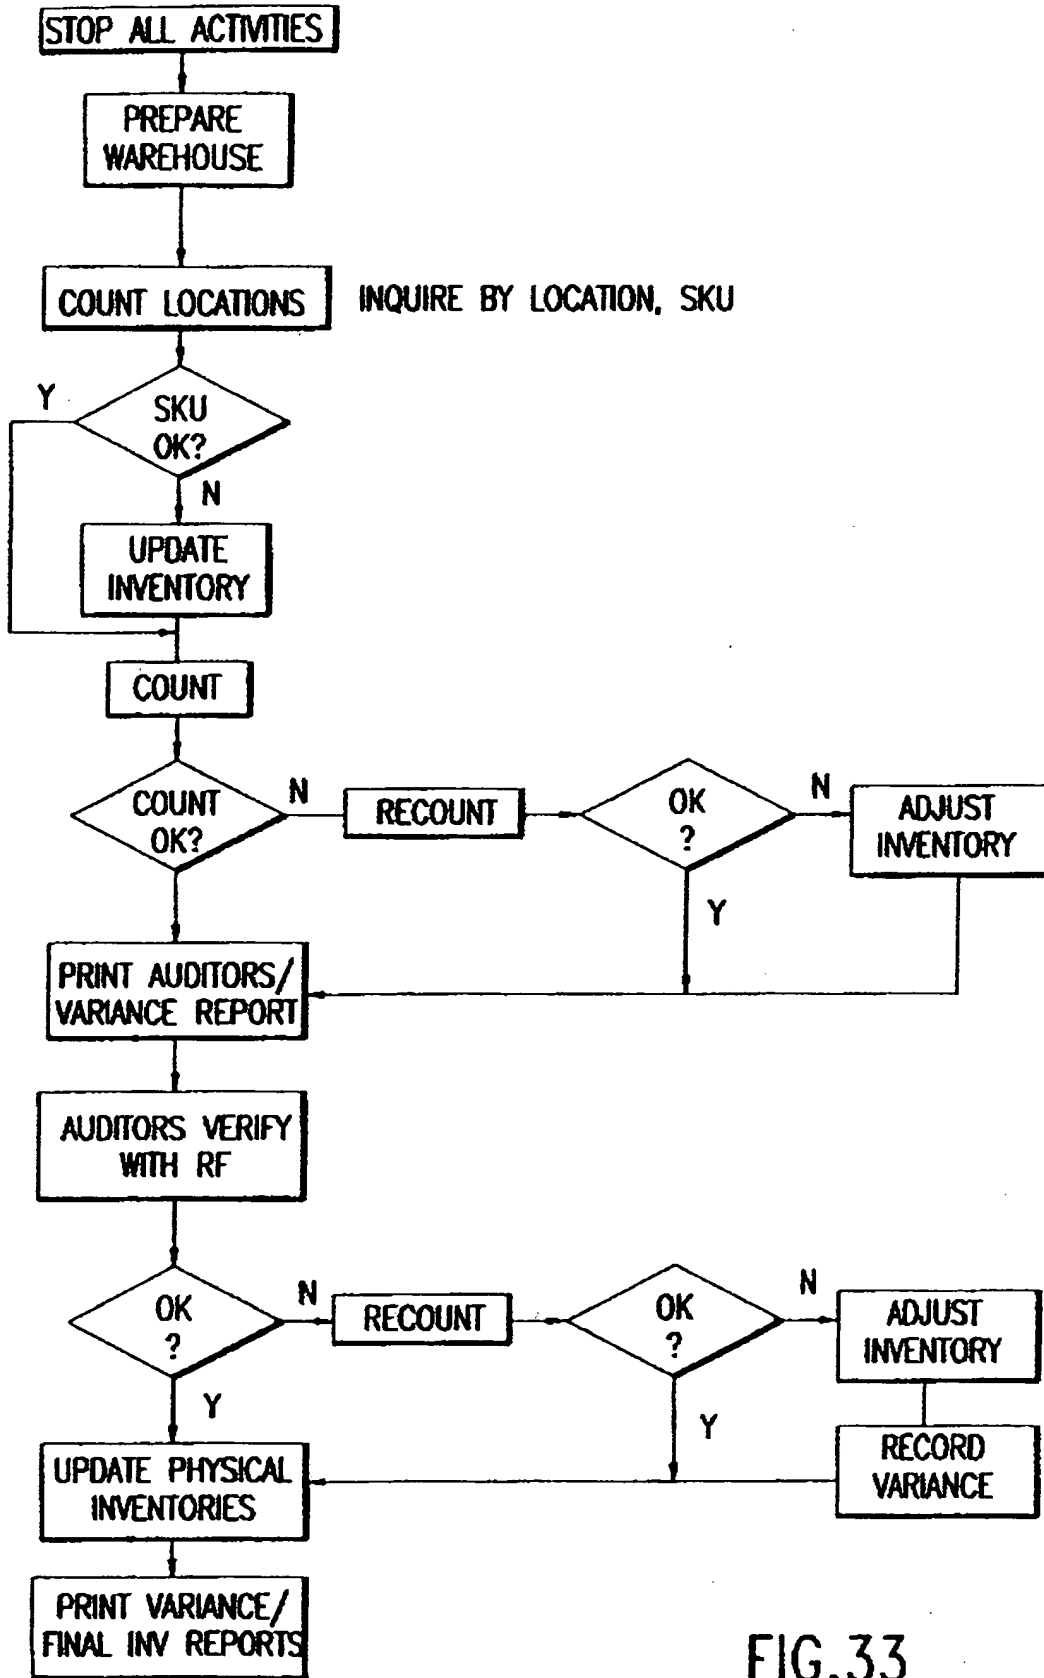 STOP ALL ACTIVITIES
PREPARE
WAREHOUSE
COUNT LOCATIONS
INQUIRE BY LOCATION, SKU
Y
SKU
OK?
N
UPDATE
INVENTORY
COUNT
COUNT
OK?
N
RECOUNT
OK
?
N
ADJUST
INVENTORY
Y
PRINT AUDITORS/
VARIANCE REPORT
AUDITORS VERIFY
WITH RF
OK
?
N
RECOUNT
OK
?
N
ADJUST
INVENTORY
Y
Y
RECORD
VARIANCE
UPDATE PHYSICAL
INVENTORIES
PRINT VARIANCE/
FINAL INV REPORTS
FIG.33